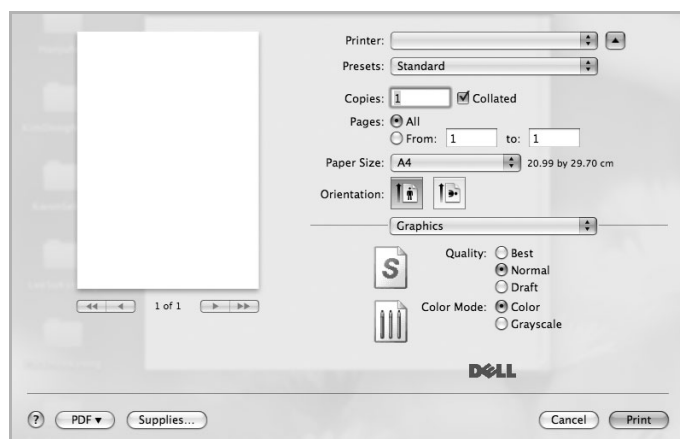 Printer:
Presets: Standard
Copies: 1 Collated
Pages: All
From: 1 to: 1
Paper Size: A4 20.99 by 29.70 cm
Orientation:
Graphics
S
Quality: Best
Normal
Draft
Color Mode: Color
Grayscale
1 of 1
DELL
? PDF Supplies... Cancel Print